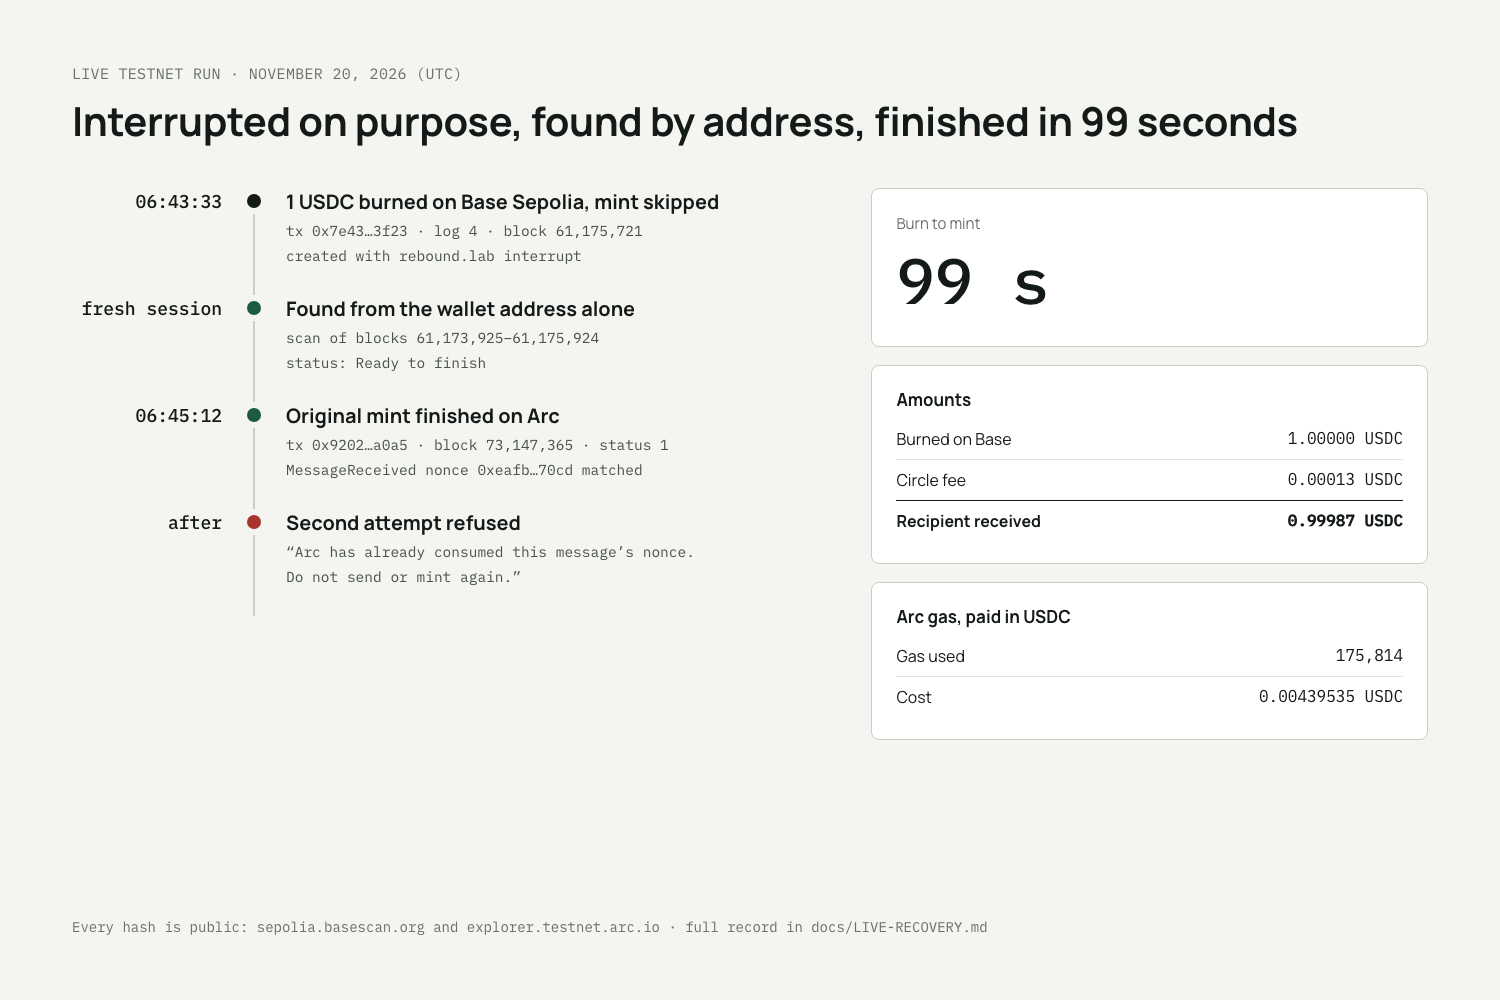 LIVE TESTNET RUN · NOVEMBER 20, 2026 (UTC)
Interrupted on purpose, found by address, finished in 99 seconds
06:43:33
1 USDC burned on Base Sepolia, mint skipped
tx 0x7e43…3f23 · log 4 · block 61,175,721
created with rebound.lab interrupt
fresh session
Found from the wallet address alone
scan of blocks 61,173,925–61,175,924
status: Ready to finish
06:45:12
Original mint finished on Arc
tx 0x9202…a0a5 · block 73,147,365 · status 1
MessageReceived nonce 0xeafb…70cd matched
after
Second attempt refused
“Arc has already consumed this message’s nonce.
Do not send or mint again.”
Burn to mint
99 s
Amounts
Burned on Base 1.00000 USDC
Circle fee 0.00013 USDC
Recipient received 0.99987 USDC
Arc gas, paid in USDC
Gas used 175,814
Cost 0.00439535 USDC
Every hash is public: sepolia.basescan.org and explorer.testnet.arc.io · full record in docs/LIVE-RECOVERY.md